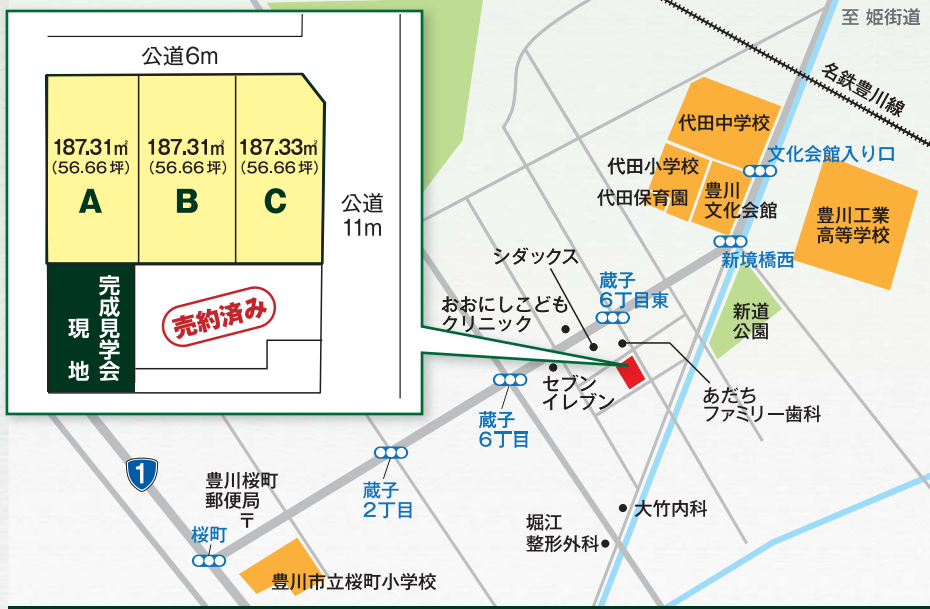 公道6m
187.31㎡
(56.66坪)
A
187.31㎡
(56.66坪)
B
187.33㎡
(56.66坪)
C
公道
11m
完成見学会
現地
売約済み
至 姫街道
名鉄豊川線
代田中学校
文化会館入り口
代田小学校
代田保育園
豊川
文化会館
豊川工業
高等学校
新境橋西
シダックス
蔵子
6丁目東
おおにしこども
クリニック
新道
公園
セブン
イレブン
あだち
ファミリー歯科
蔵子
6丁目
1
豊川桜町
郵便局
〒
蔵子
2丁目
大竹内科
堀江
整形外科
桜町
豊川市立桜町小学校